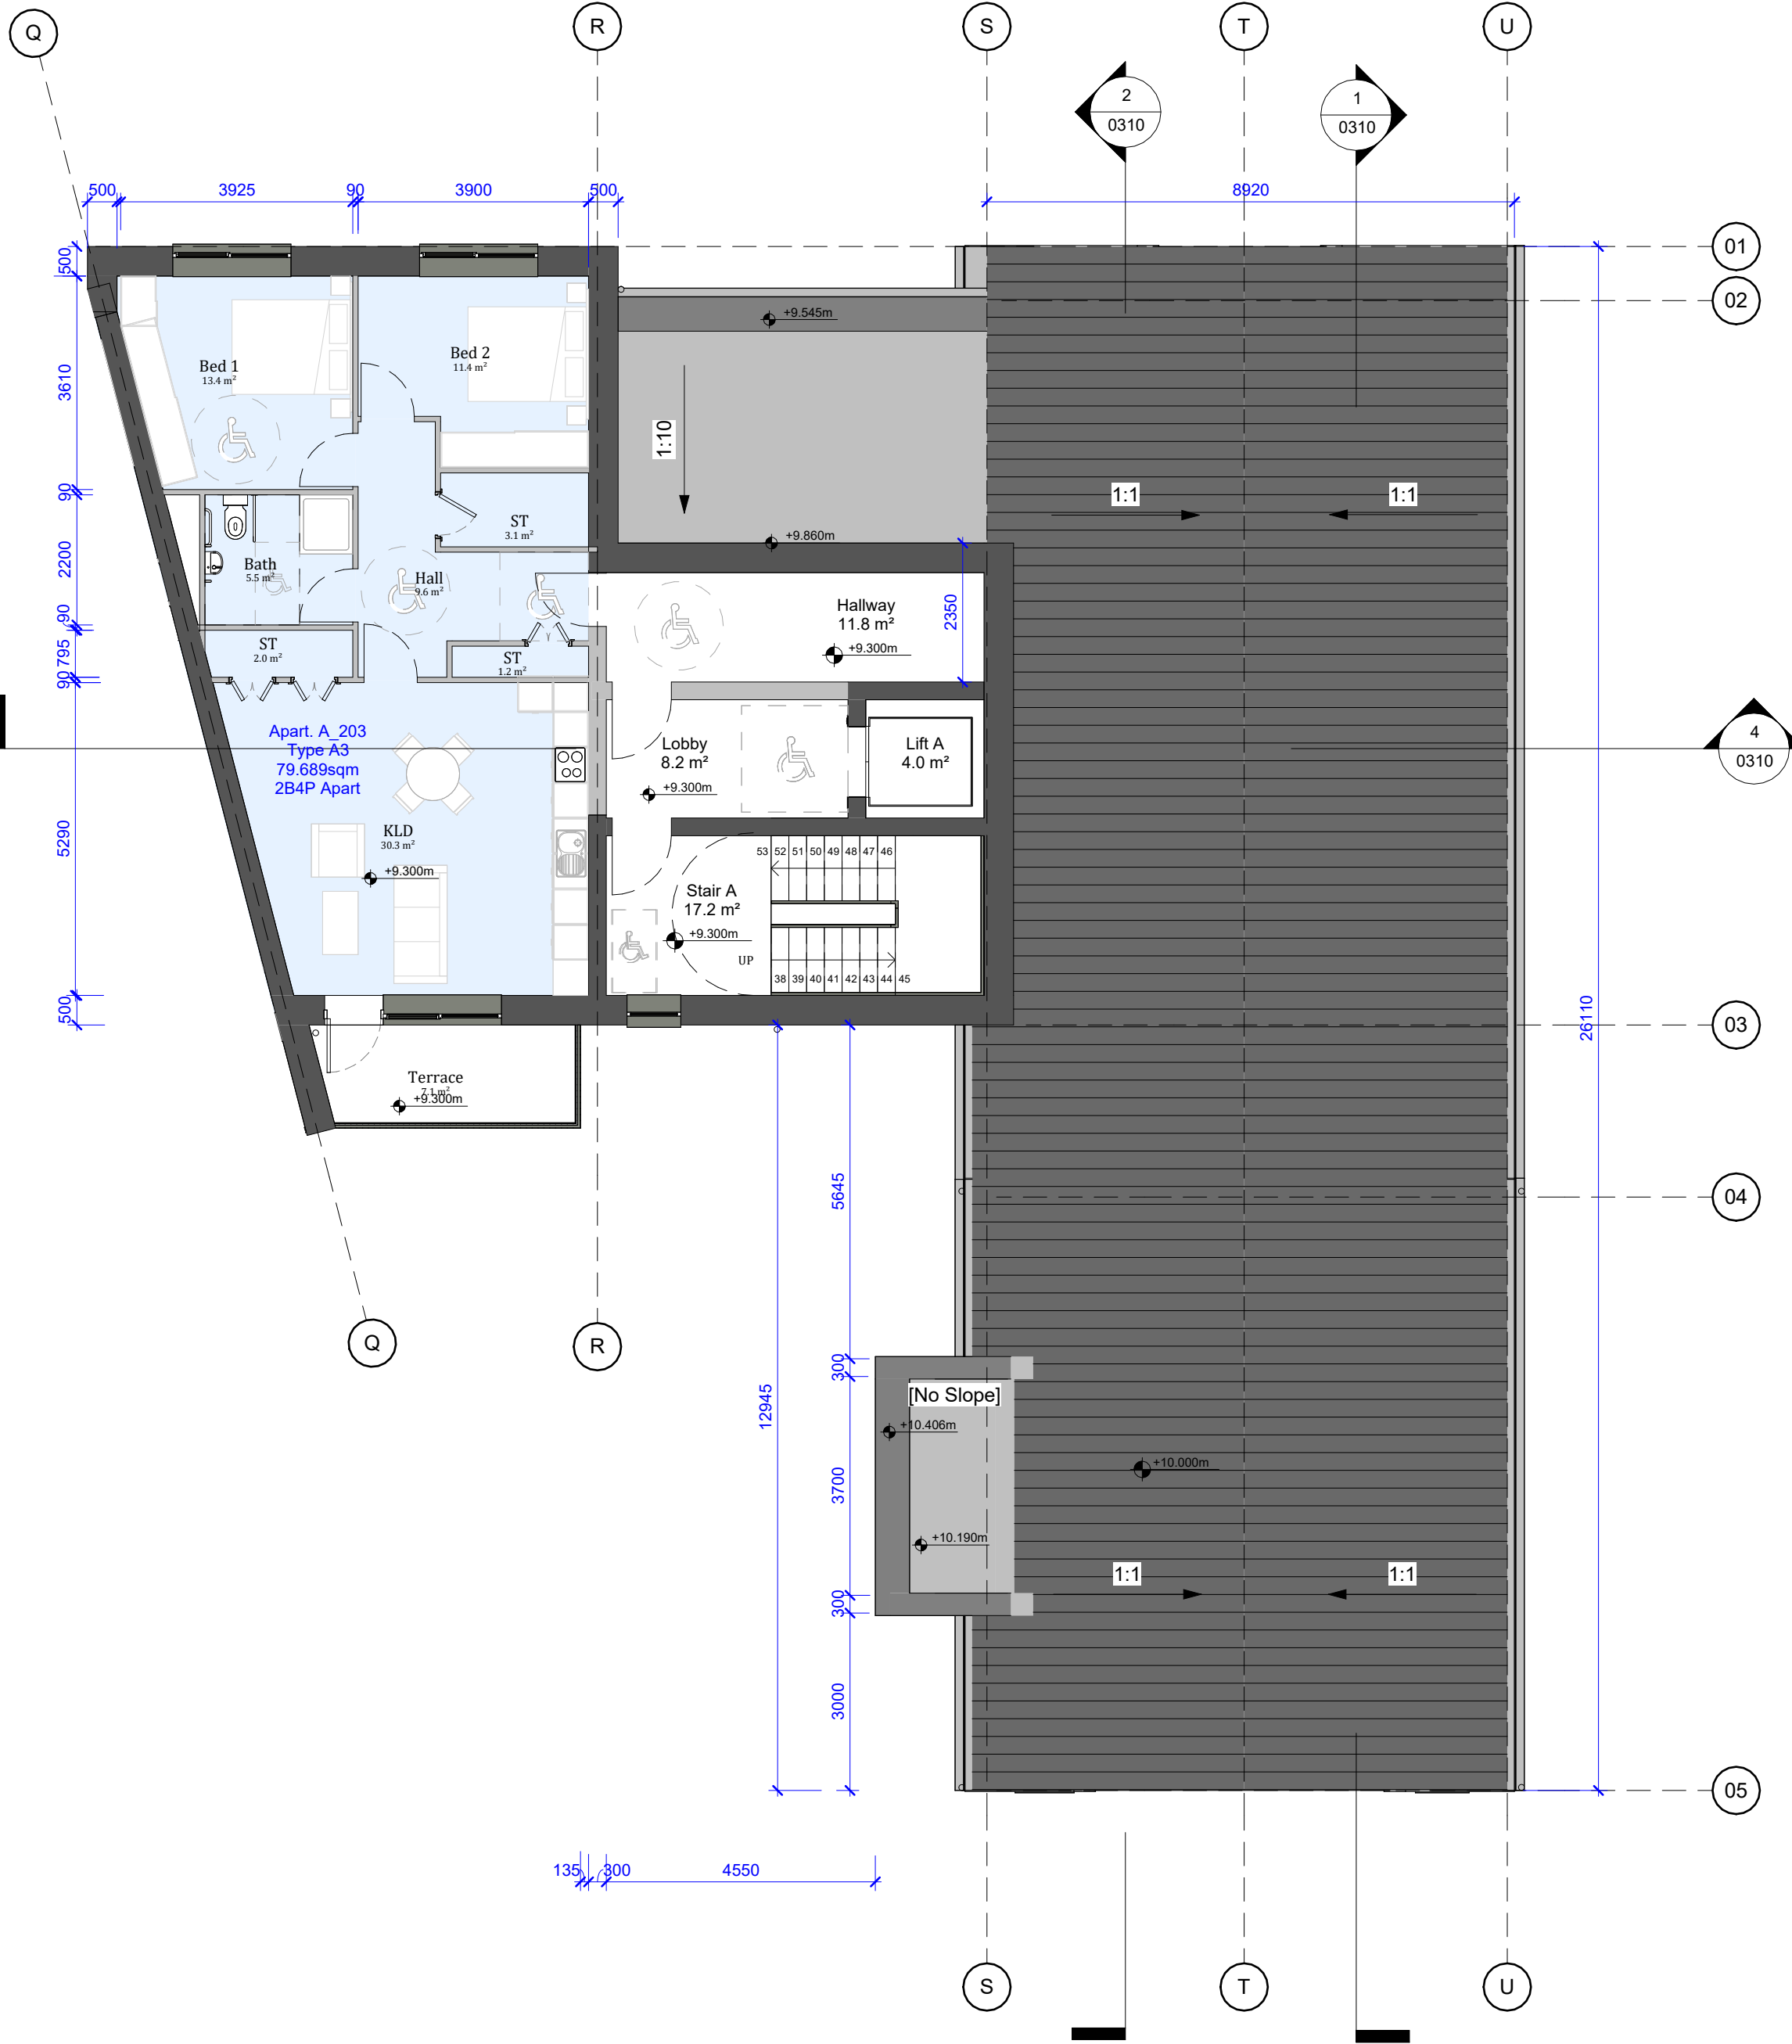 Q
R
S
T
U
2
0310
1
0310
500
3925
90
3900
500
8920
01
02
500
3610
90
2200
90
795
90
5290
500
Bed 1
13.4 m²
Bed 2
11.4 m²
+9.545m
1:10
+9.860m
1:1
1:1
ST
3.1 m²
Bath
5.5 m²
Hall
9.6 m²
Hallway
11.8 m²
+9.300m
2350
ST
2.0 m²
ST
1.2 m²
Apart. A_203
Type A3
79.689sqm
2B4P Apart
Lobby
8.2 m²
+9.300m
Lift A
4.0 m²
4
0310
KLD
30.3 m²
+9.300m
53 52 51 50 49 48 47 46
Stair A
17.2 m²
+9.300m
UP
38 39 40 41 42 43 44 45
26110
03
Terrace
7.1 m²
+9.300m
04
5645
Q
R
300
12945
[No Slope]
+10.406m
3700
+10.000m
+10.190m
1:1
1:1
300
3000
05
135
300
4550
S
T
U